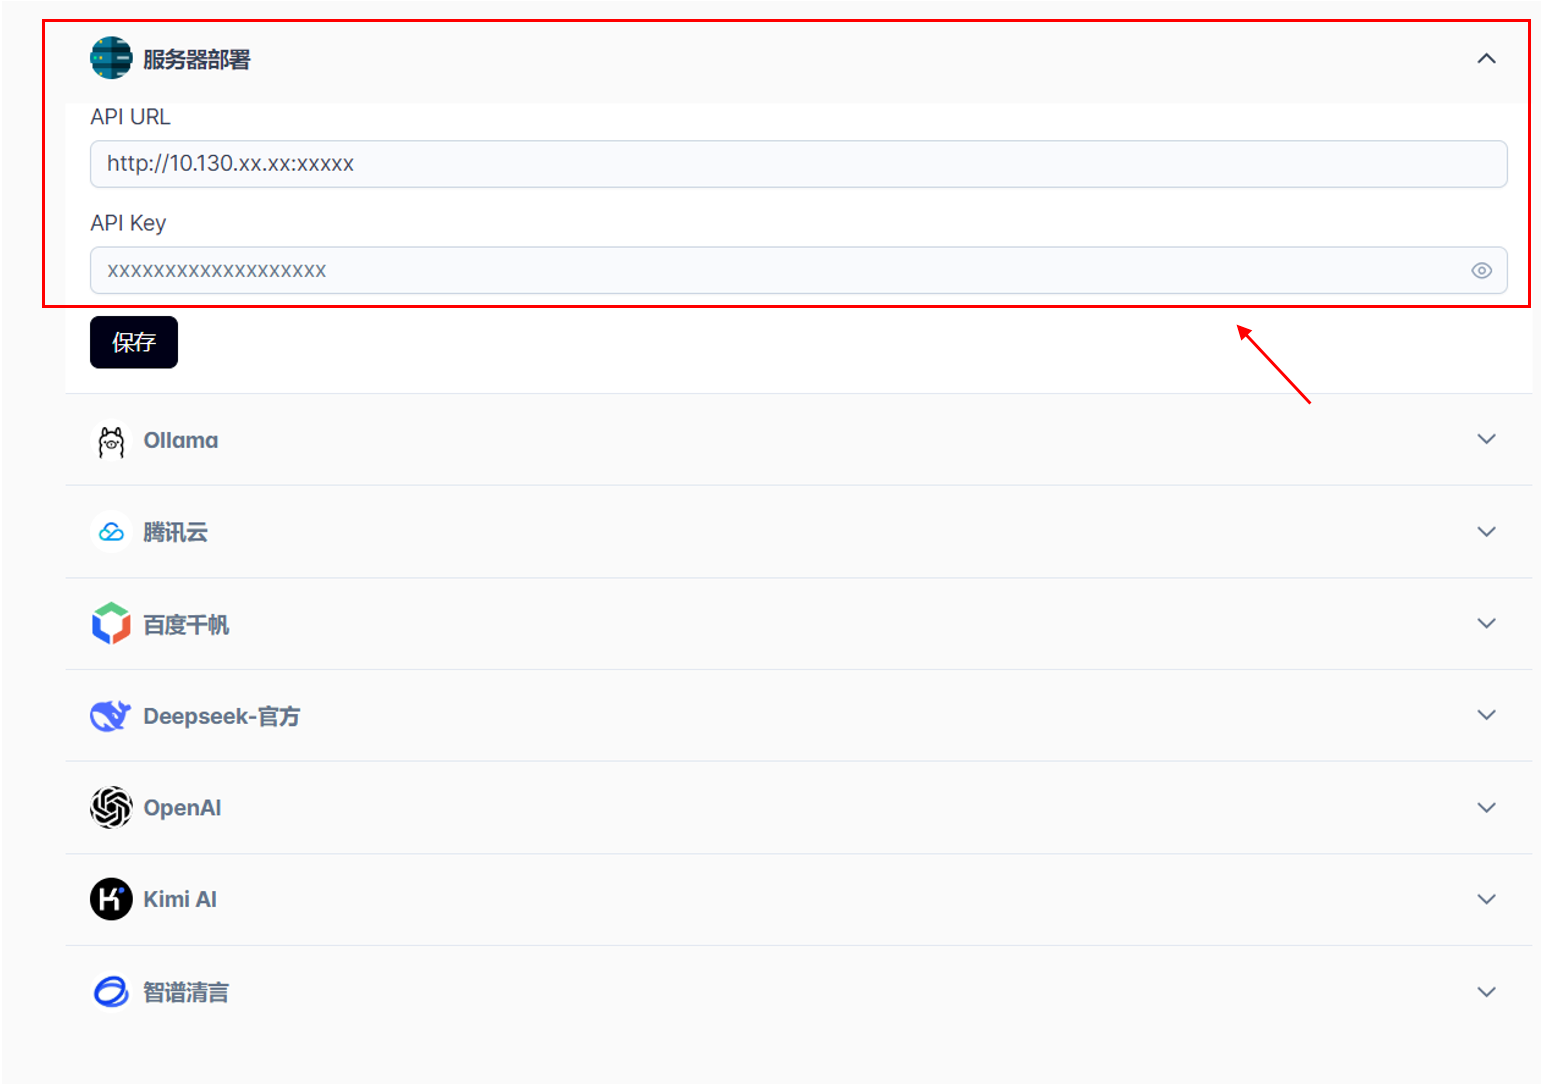 服务器部署
API URL
http://10.130.xx.xx:xxxxx
API Key
xxxxxxxxxxxxxxxxxxx
保存
Ollama
腾讯云
百度千帆
Deepseek-官方
OpenAI
Kimi AI
智谱清言